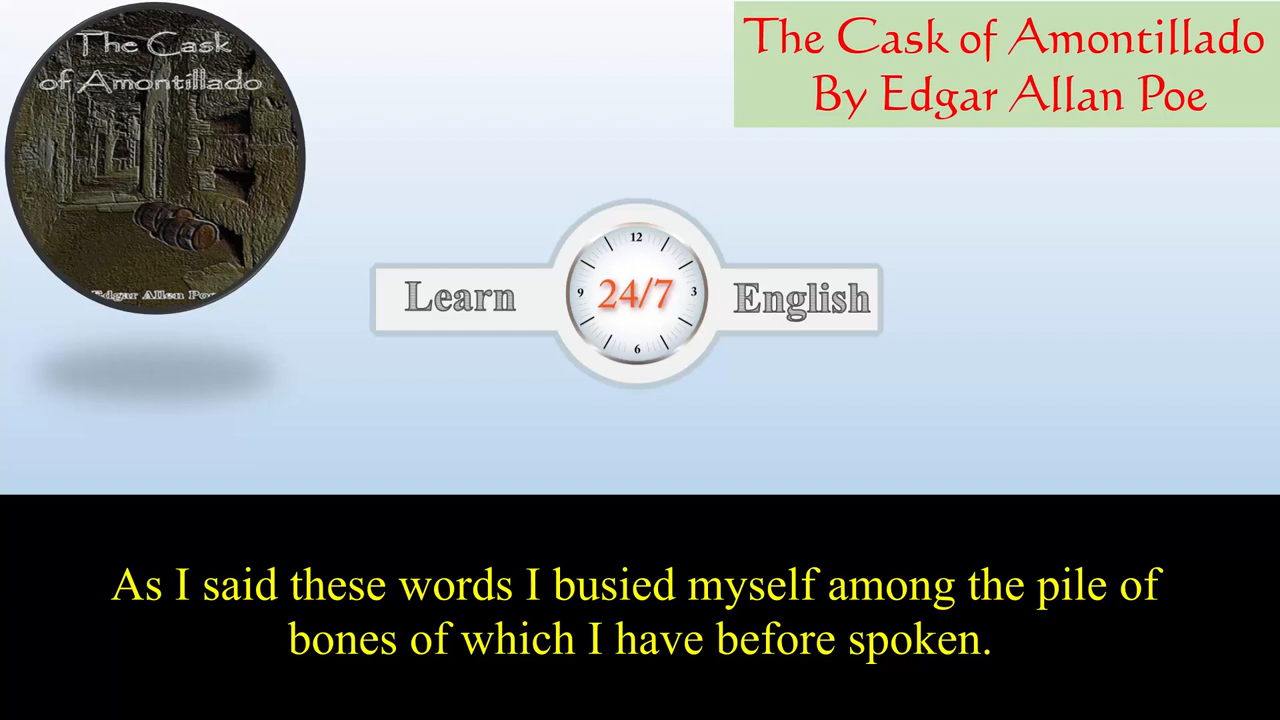 The Cask
of Amontillado
Edgar Allen Poe
The Cask of Amontillado
By Edgar Allan Poe
Learn
12
9
24/7
3
6
English
As I said these words I busied myself among the pile of
bones of which I have before spoken.